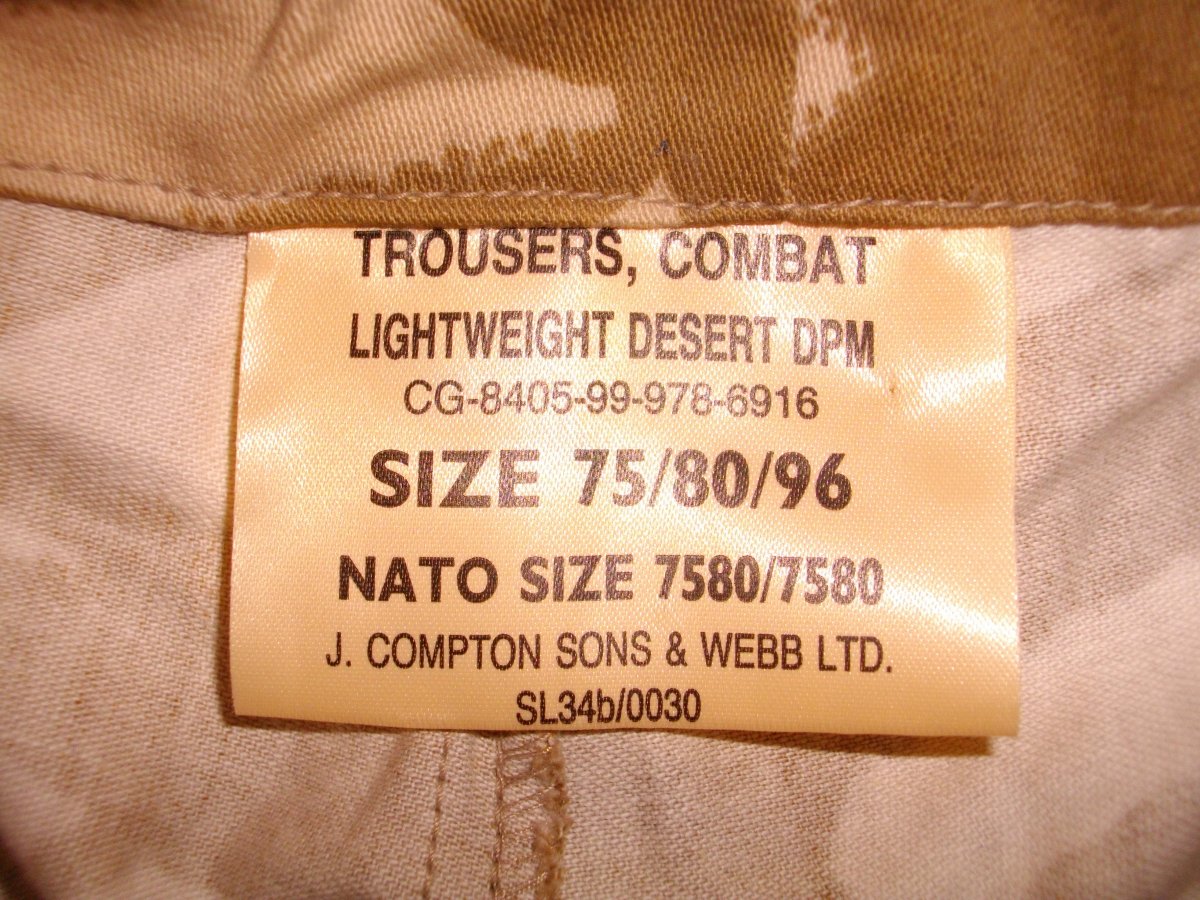 TROUSERS, COMBAT
LIGHTWEIGHT DESERT DPM
CG-8405-99-978-6916
SIZE 75/80/96
NATO SIZE 7580/7580
J. COMPTON SONS & WEBB LTD.
SL34b/0030